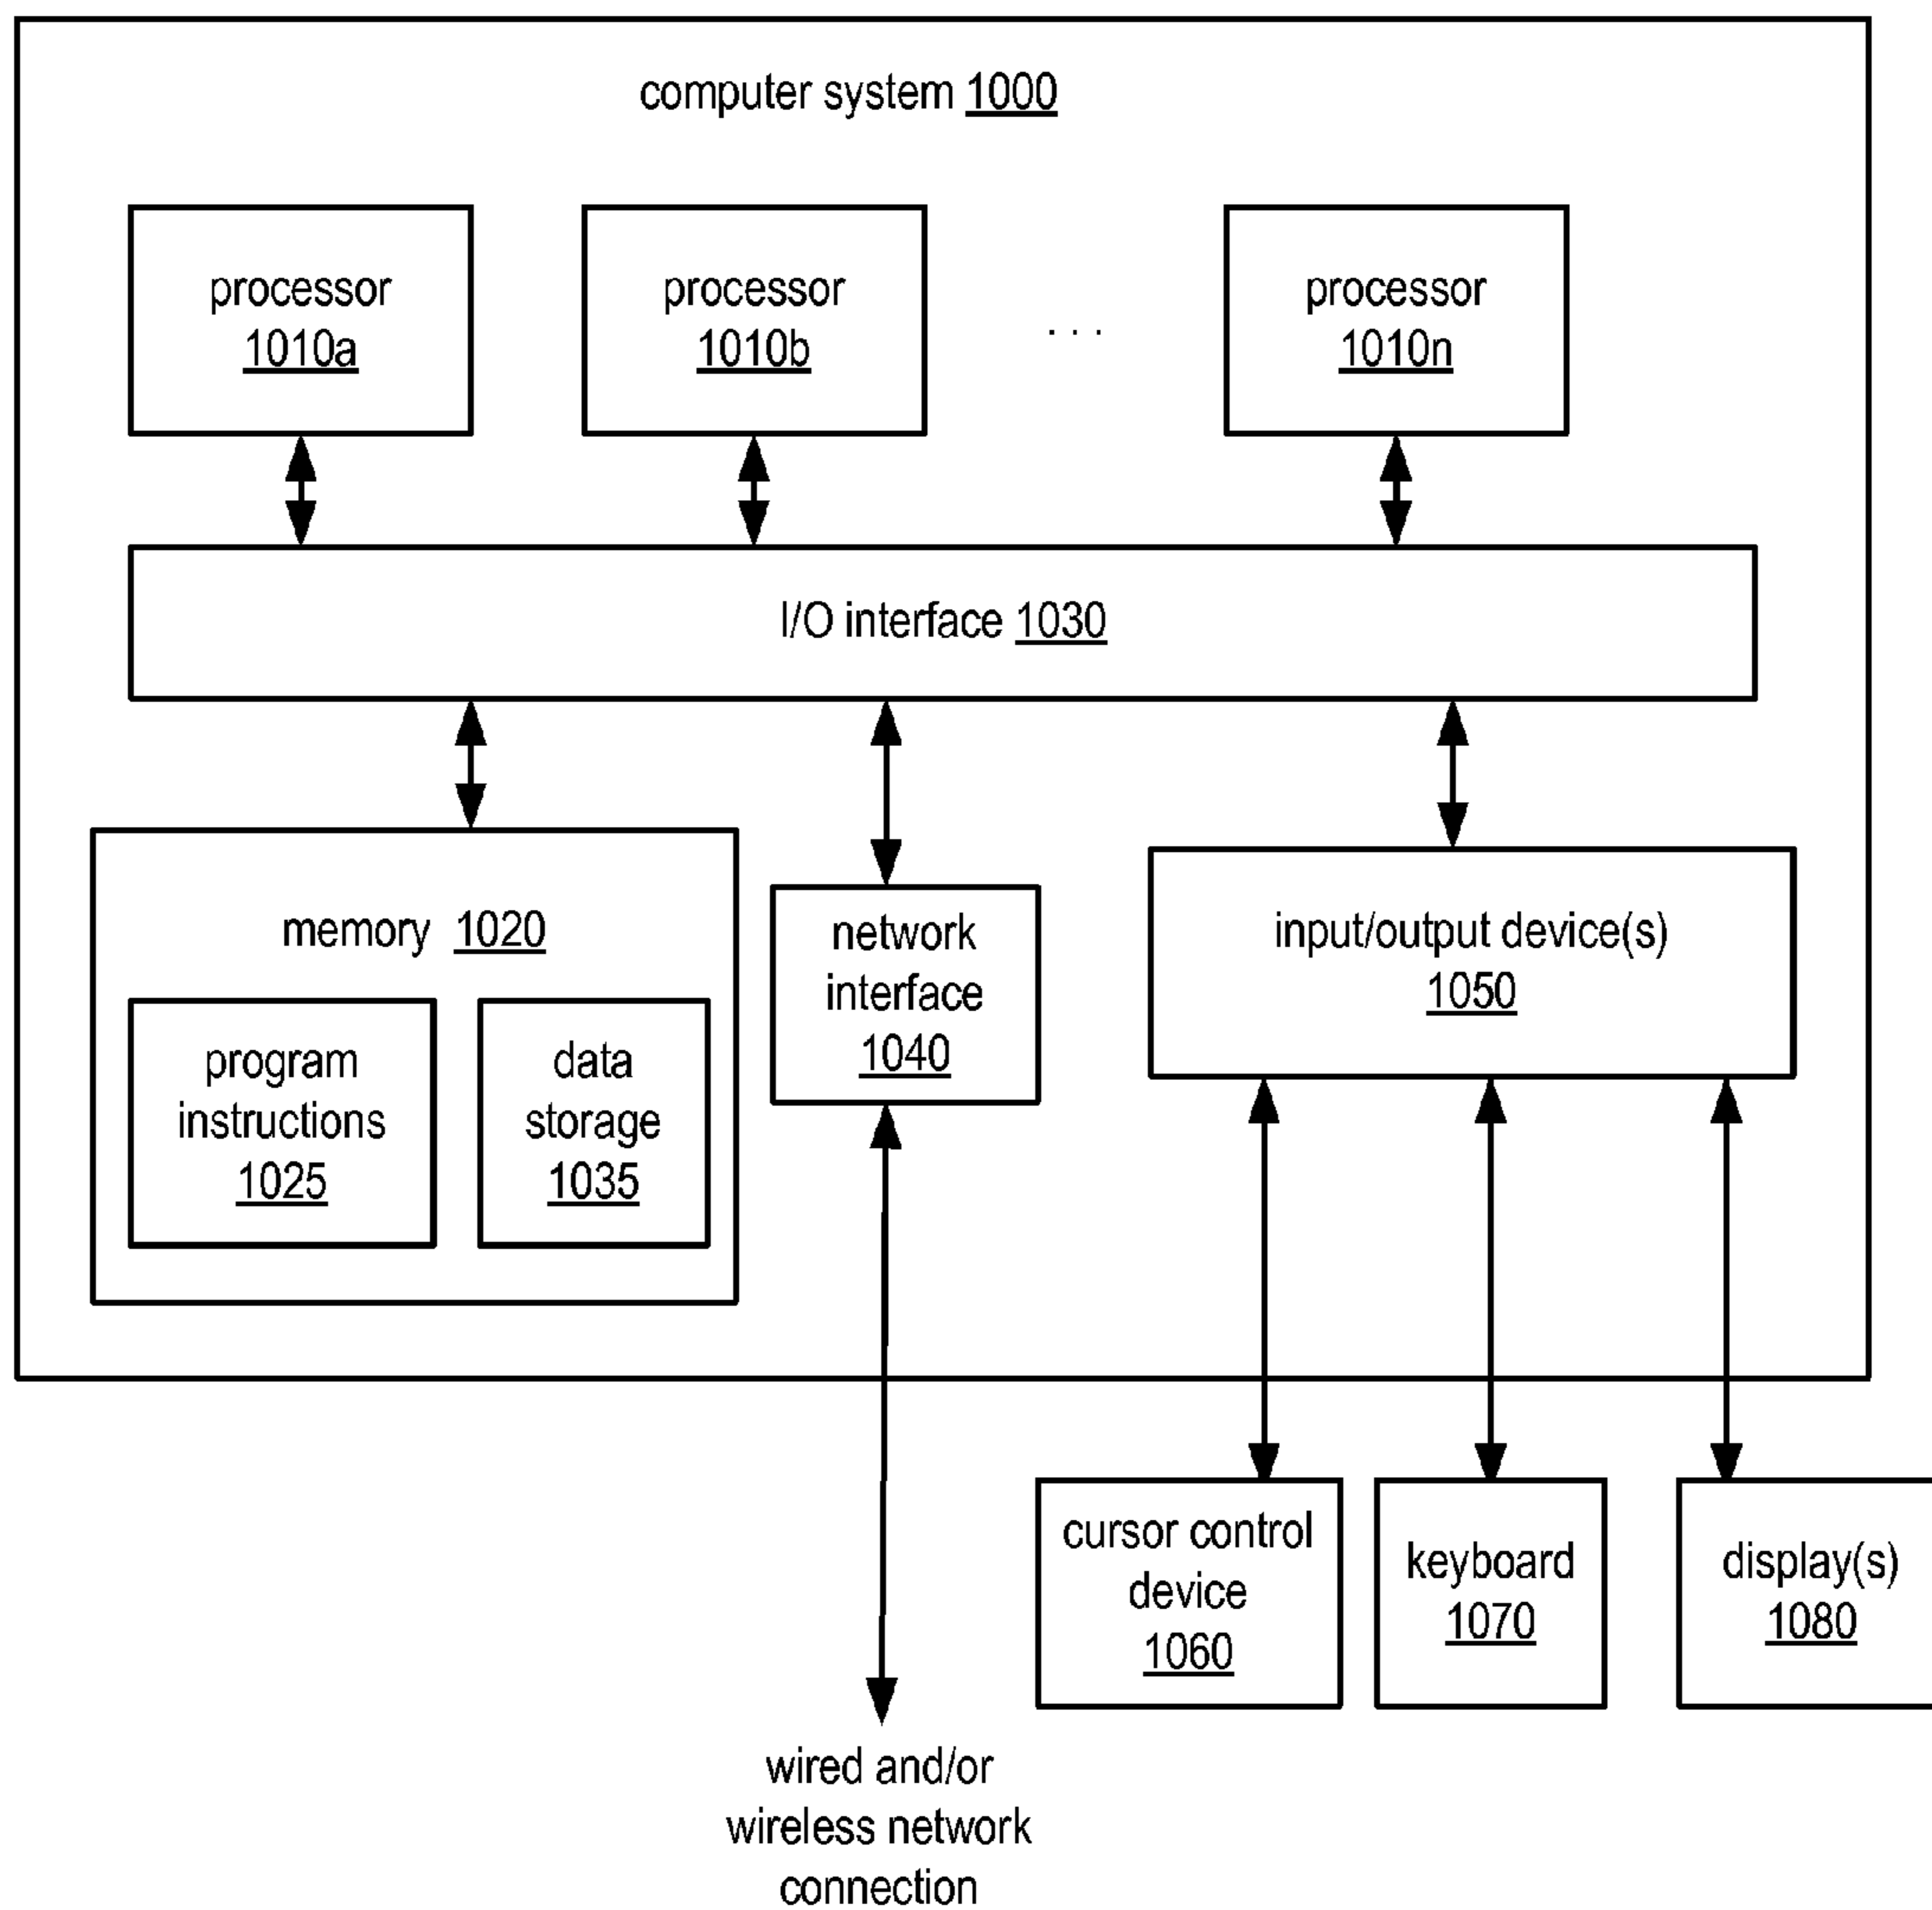 computer system 1000
processor
1010a
processor
1010b
. . .
processor
1010n
I/O interface 1030
memory 1020
program
instructions
1025
data
storage
1035
network
interface
1040
input/output device(s)
1050
cursor control
device
1060
keyboard
1070
display(s)
1080
wired and/or
wireless network
connection